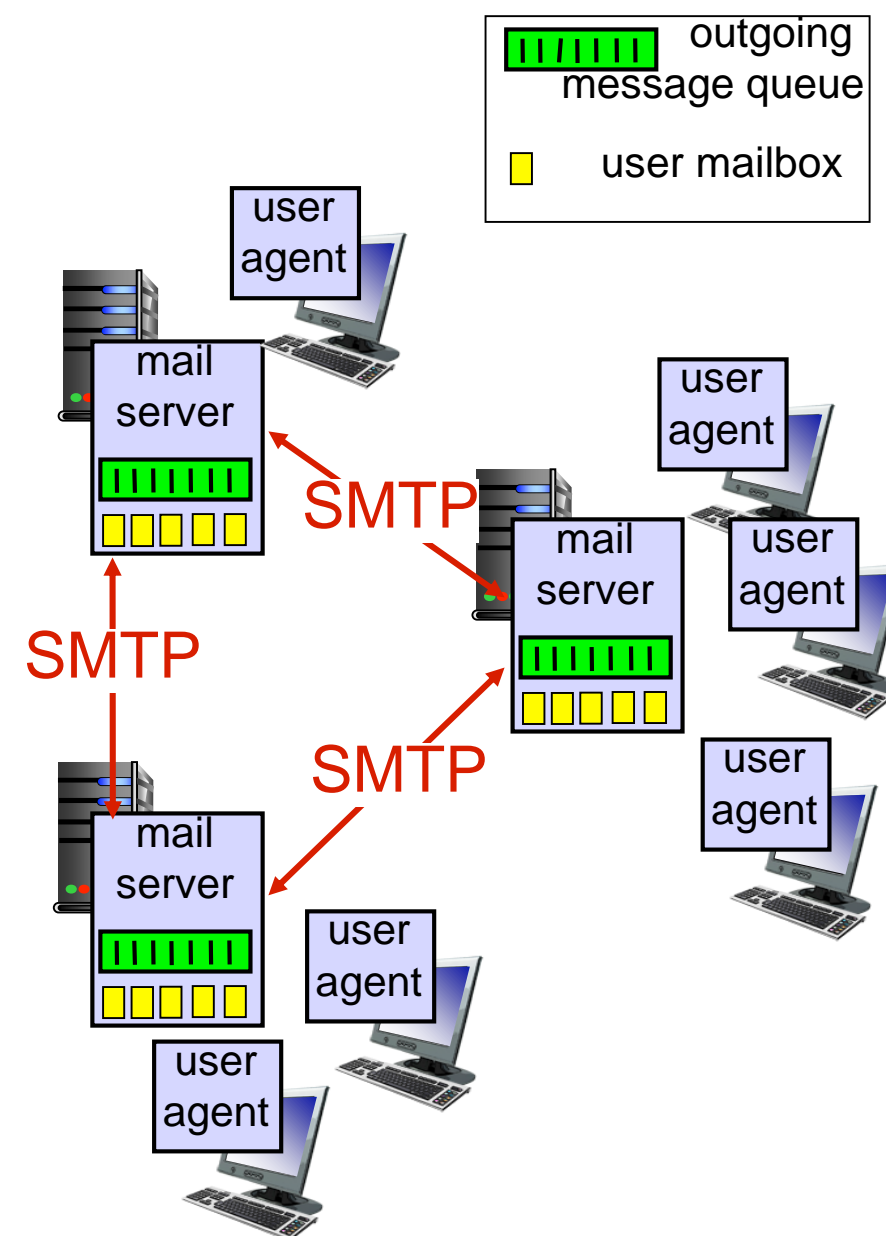 outgoing
message queue
user mailbox
user
agent
mail
server
SMTP
user
agent
mail
server
user
agent
SMTP
SMTP
user
agent
mail
server
user
agent
user
agent